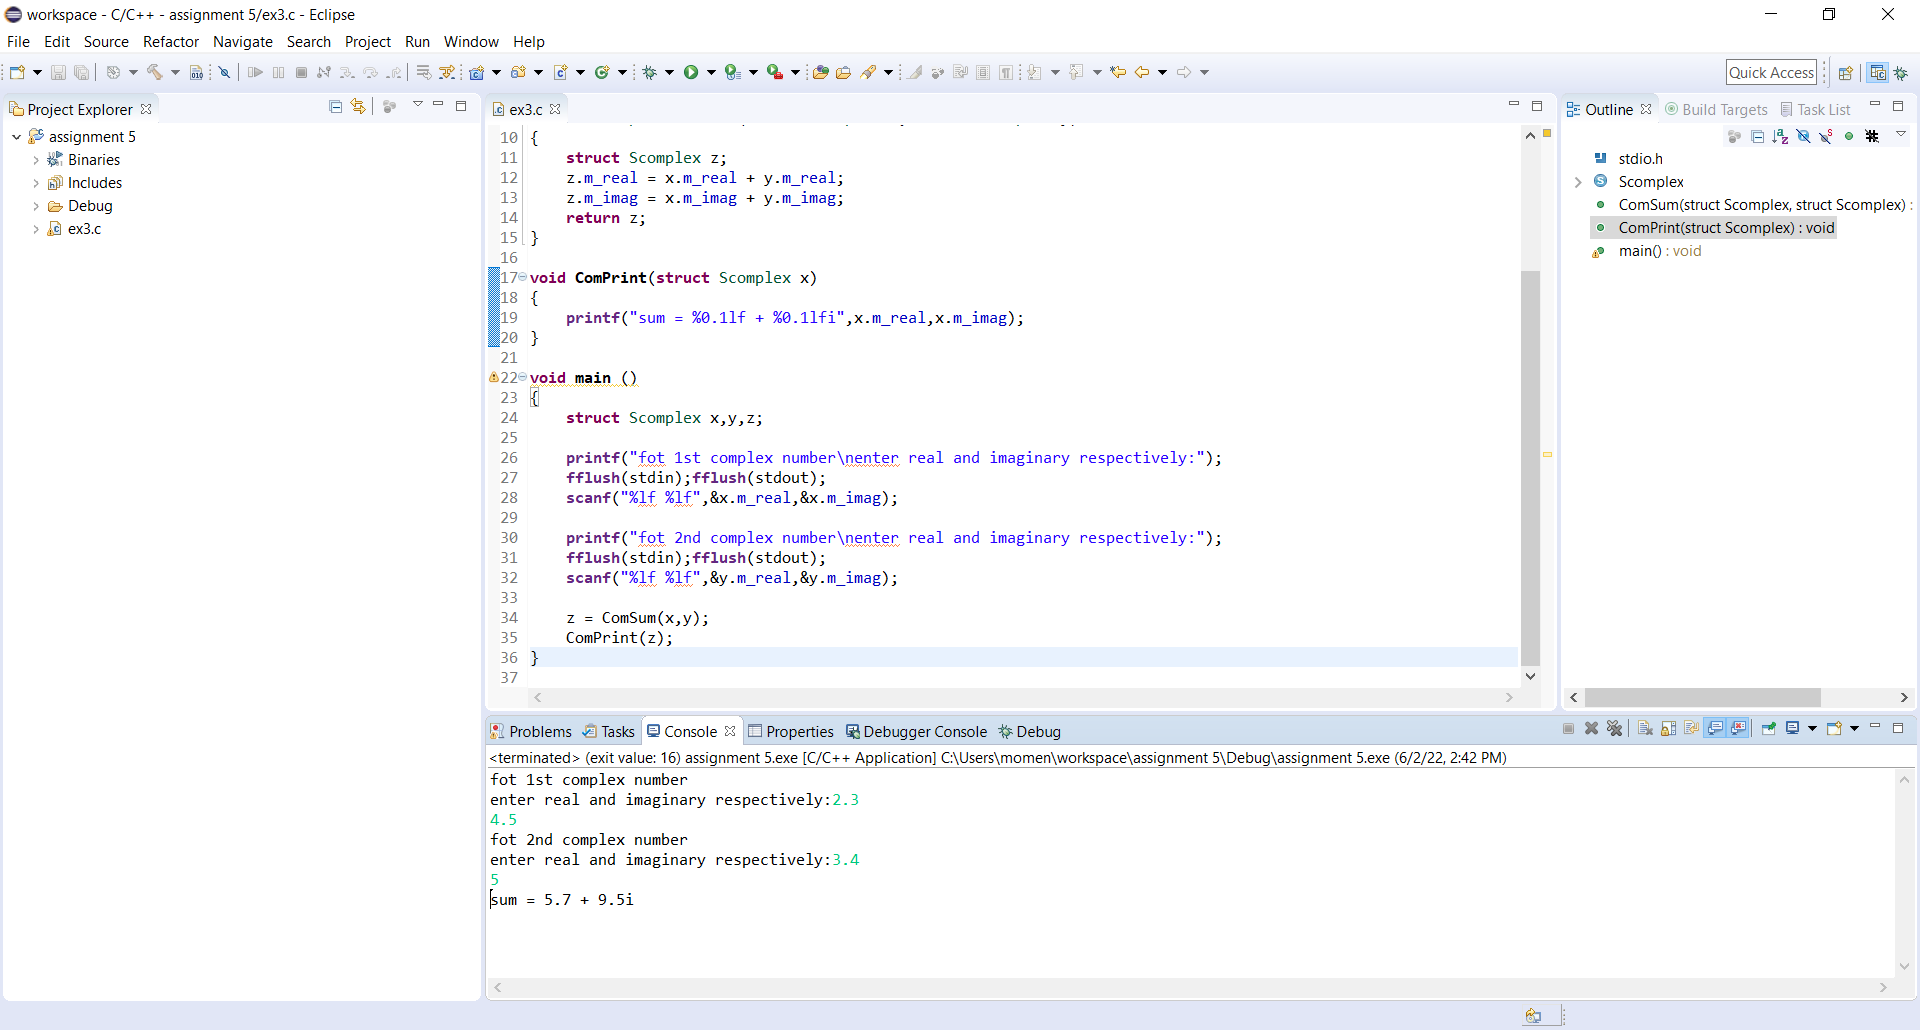 workspace - C/C++ - assignment 5/ex3.c - Eclipse
File Edit Source Refactor Navigate Search Project Run Window Help
Quick Access
Project Explorer
assignment 5
Binaries
Includes
Debug
ex3.c
ex3.c
10 {
11     struct Scomplex z;
12     z.m_real = x.m_real + y.m_real;
13     z.m_imag = x.m_imag + y.m_imag;
14     return z;
15 }
16
17 void ComPrint(struct Scomplex x)
18 {
19     printf("sum = %0.1lf + %0.1lfi",x.m_real,x.m_imag);
20 }
21
22 void main ()
23 {
24     struct Scomplex x,y,z;
25
26     printf("fot 1st complex number\nenter real and imaginary respectively:");
27     fflush(stdin);fflush(stdout);
28     scanf("%lf %lf",&x.m_real,&x.m_imag);
29
30     printf("fot 2nd complex number\nenter real and imaginary respectively:");
31     fflush(stdin);fflush(stdout);
32     scanf("%lf %lf",&y.m_real,&y.m_imag);
33
34     z = ComSum(x,y);
35     ComPrint(z);
36 }
37
Outline Build Targets Task List
stdio.h
Scomplex
ComSum(struct Scomplex, struct Scomplex) :
ComPrint(struct Scomplex) : void
main() : void
Problems Tasks Console Properties Debugger Console Debug
<terminated> (exit value: 16) assignment 5.exe [C/C++ Application] C:\Users\momen\workspace\assignment 5\Debug\assignment 5.exe (6/2/22, 2:42 PM)
fot 1st complex number
enter real and imaginary respectively:2.3
4.5
fot 2nd complex number
enter real and imaginary respectively:3.4
5
sum = 5.7 + 9.5i